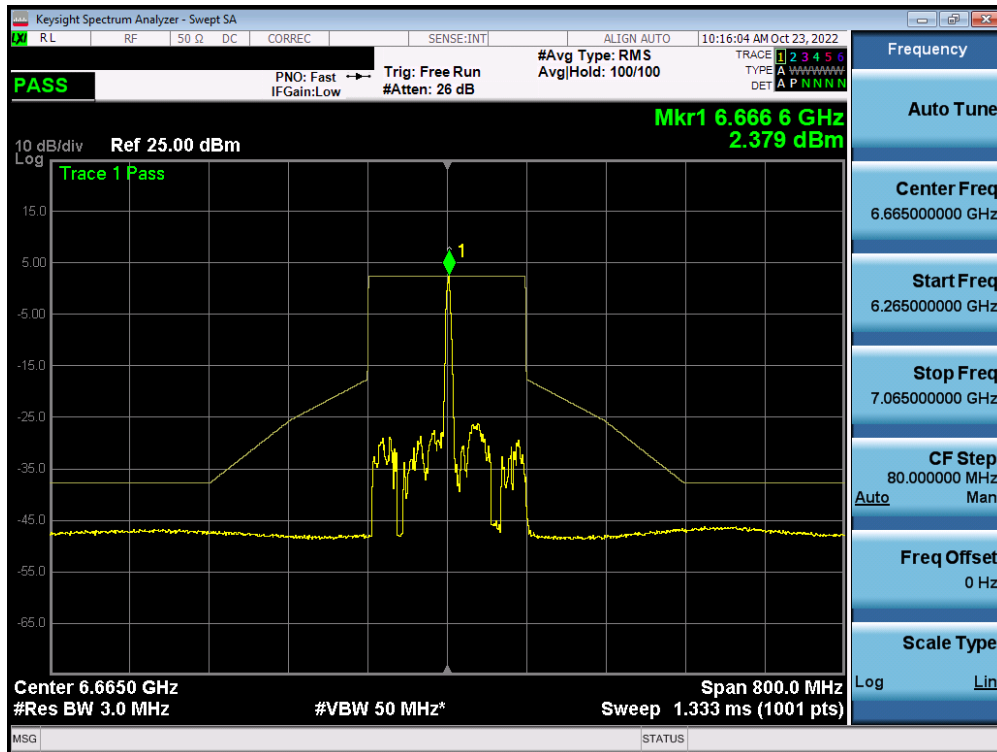 Keysight Spectrum Analyzer - Swept SA
LXI RL RF 50 Ω DC CORREC SENSE:INT ALIGN AUTO 10:16:04 AM Oct 23, 2022
PASS
PNO: Fast
IFGain:Low
Trig: Free Run
#Atten: 26 dB
#Avg Type: RMS
Avg|Hold: 100/100
TRACE 1 2 3 4 5 6
TYPE A WWWWW
DET A P N N N N
Mkr1 6.666 6 GHz
2.379 dBm
10 dB/div Ref 25.00 dBm
Log
Trace 1 Pass
15.0
5.00
-5.00
-15.0
-25.0
-35.0
-45.0
-55.0
-65.0
1
Center 6.6650 GHz
#Res BW 3.0 MHz
#VBW 50 MHz*
Span 800.0 MHz
Sweep 1.333 ms (1001 pts)
MSG STATUS
Frequency
Auto Tune
Center Freq
6.665000000 GHz
Start Freq
6.265000000 GHz
Stop Freq
7.065000000 GHz
CF Step
80.000000 MHz
Auto Man
Freq Offset
0 Hz
Scale Type
Log Lin